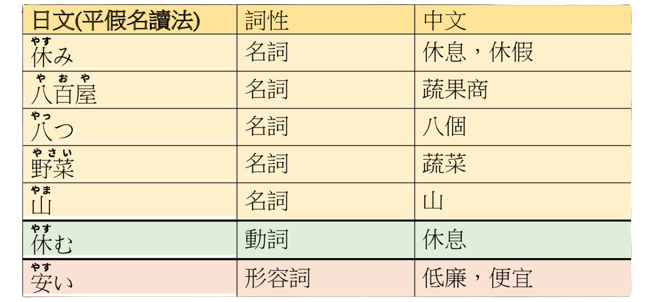 日文(平假名讀法) 詞性 中文
やす
休み 名詞 休息，休假
やおや
八百屋 名詞 蔬果商
やっ
八つ 名詞 八個
やさい
野菜 名詞 蔬菜
やま
山 名詞 山
やす
休む 動詞 休息
やす
安い 形容詞 低廉，便宜